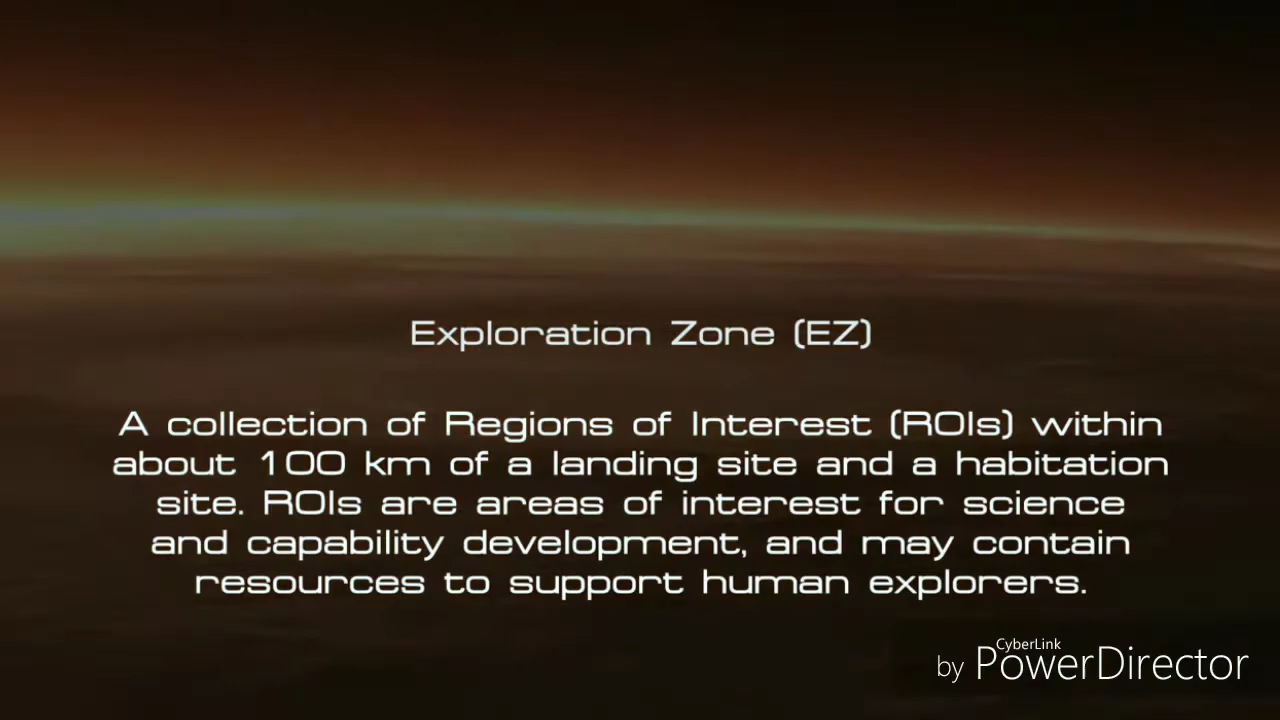 Exploration Zone (EZ)
A collection of Regions of Interest (ROIs) within
about 100 km of a landing site and a habitation
site. ROIs are areas of interest for science
and capability development, and may contain
resources to support human explorers.
CyberLink
by PowerDirector